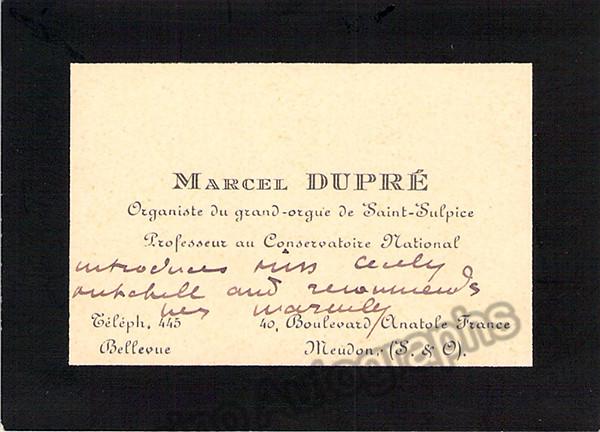 MARCEL DUPRÉ
Organiste du grand-orgue de Saint-Sulpice
Professeur au Conservatoire National
introduces Miss Cecily
and recommends
her warmly
Téléph. 445
Bellevue
40, Boulevard Anatole France
Meudon. (S. & O).
Autographs